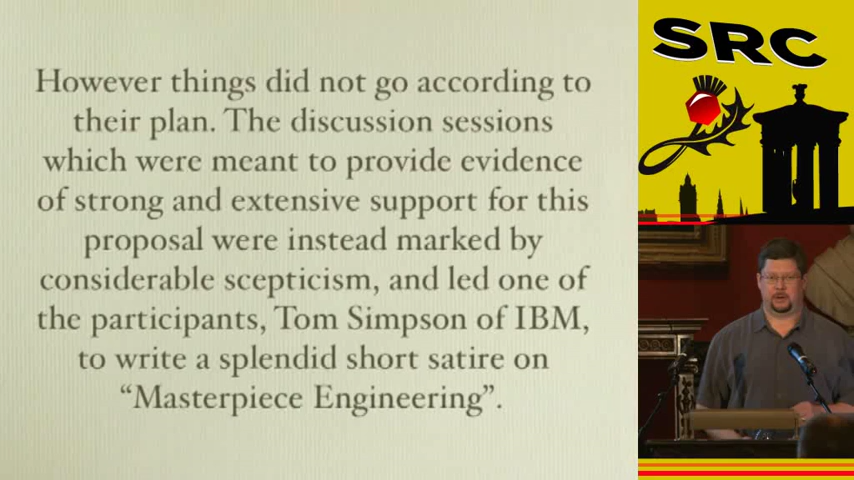 However things did not go according to
their plan. The discussion sessions
which were meant to provide evidence
of strong and extensive support for this
proposal were instead marked by
considerable scepticism, and led one of
the participants, Tom Simpson of IBM,
to write a splendid short satire on
“Masterpiece Engineering”.
SRC